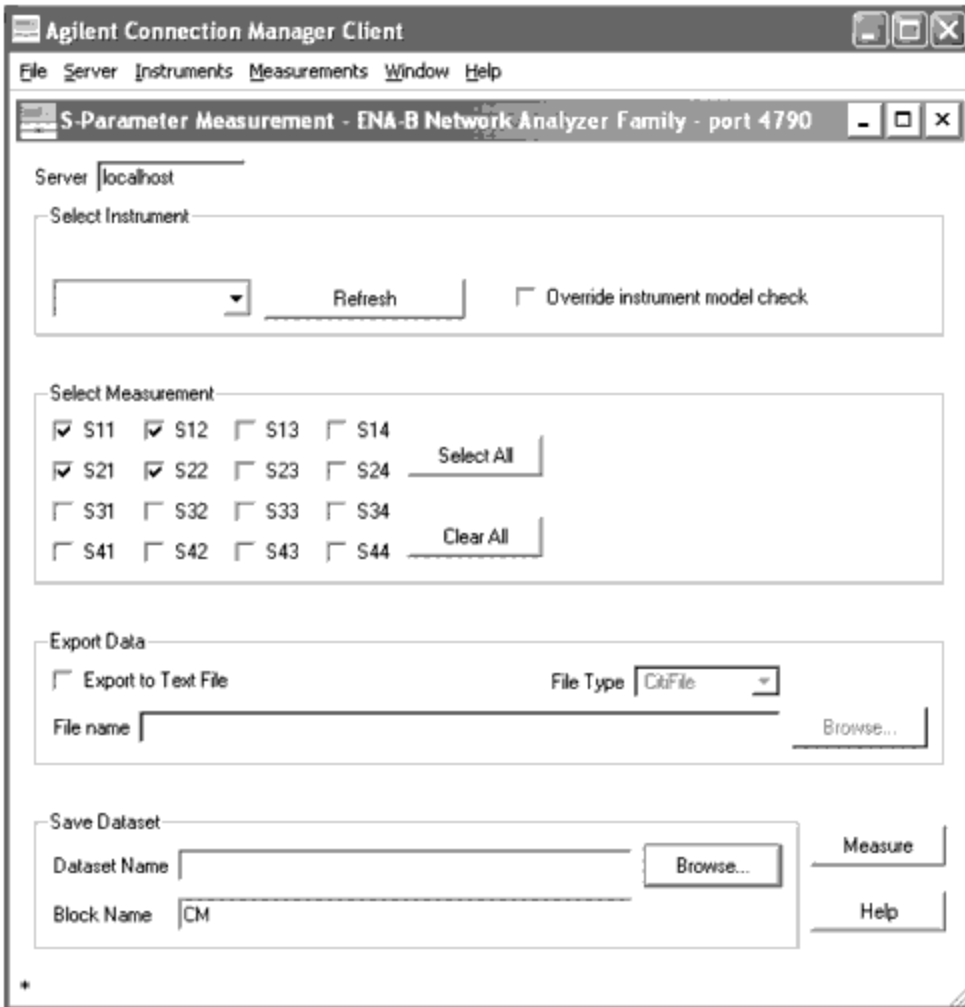 Agilent Connection Manager Client
File Server Instruments Measurements Window Help
S-Parameter Measurement - ENA-B Network Analyzer Family - port 4790
Server localhost
Select Instrument
Refresh Override instrument model check
Select Measurement
S11 S12 S13 S14
S21 S22 S23 S24
Select All
S31 S32 S33 S34
S41 S42 S43 S44
Clear All
Export Data
Export to Text File File Type CitiFile
File name Browse...
Save Dataset
Dataset Name Browse... Measure
Block Name CM Help
*